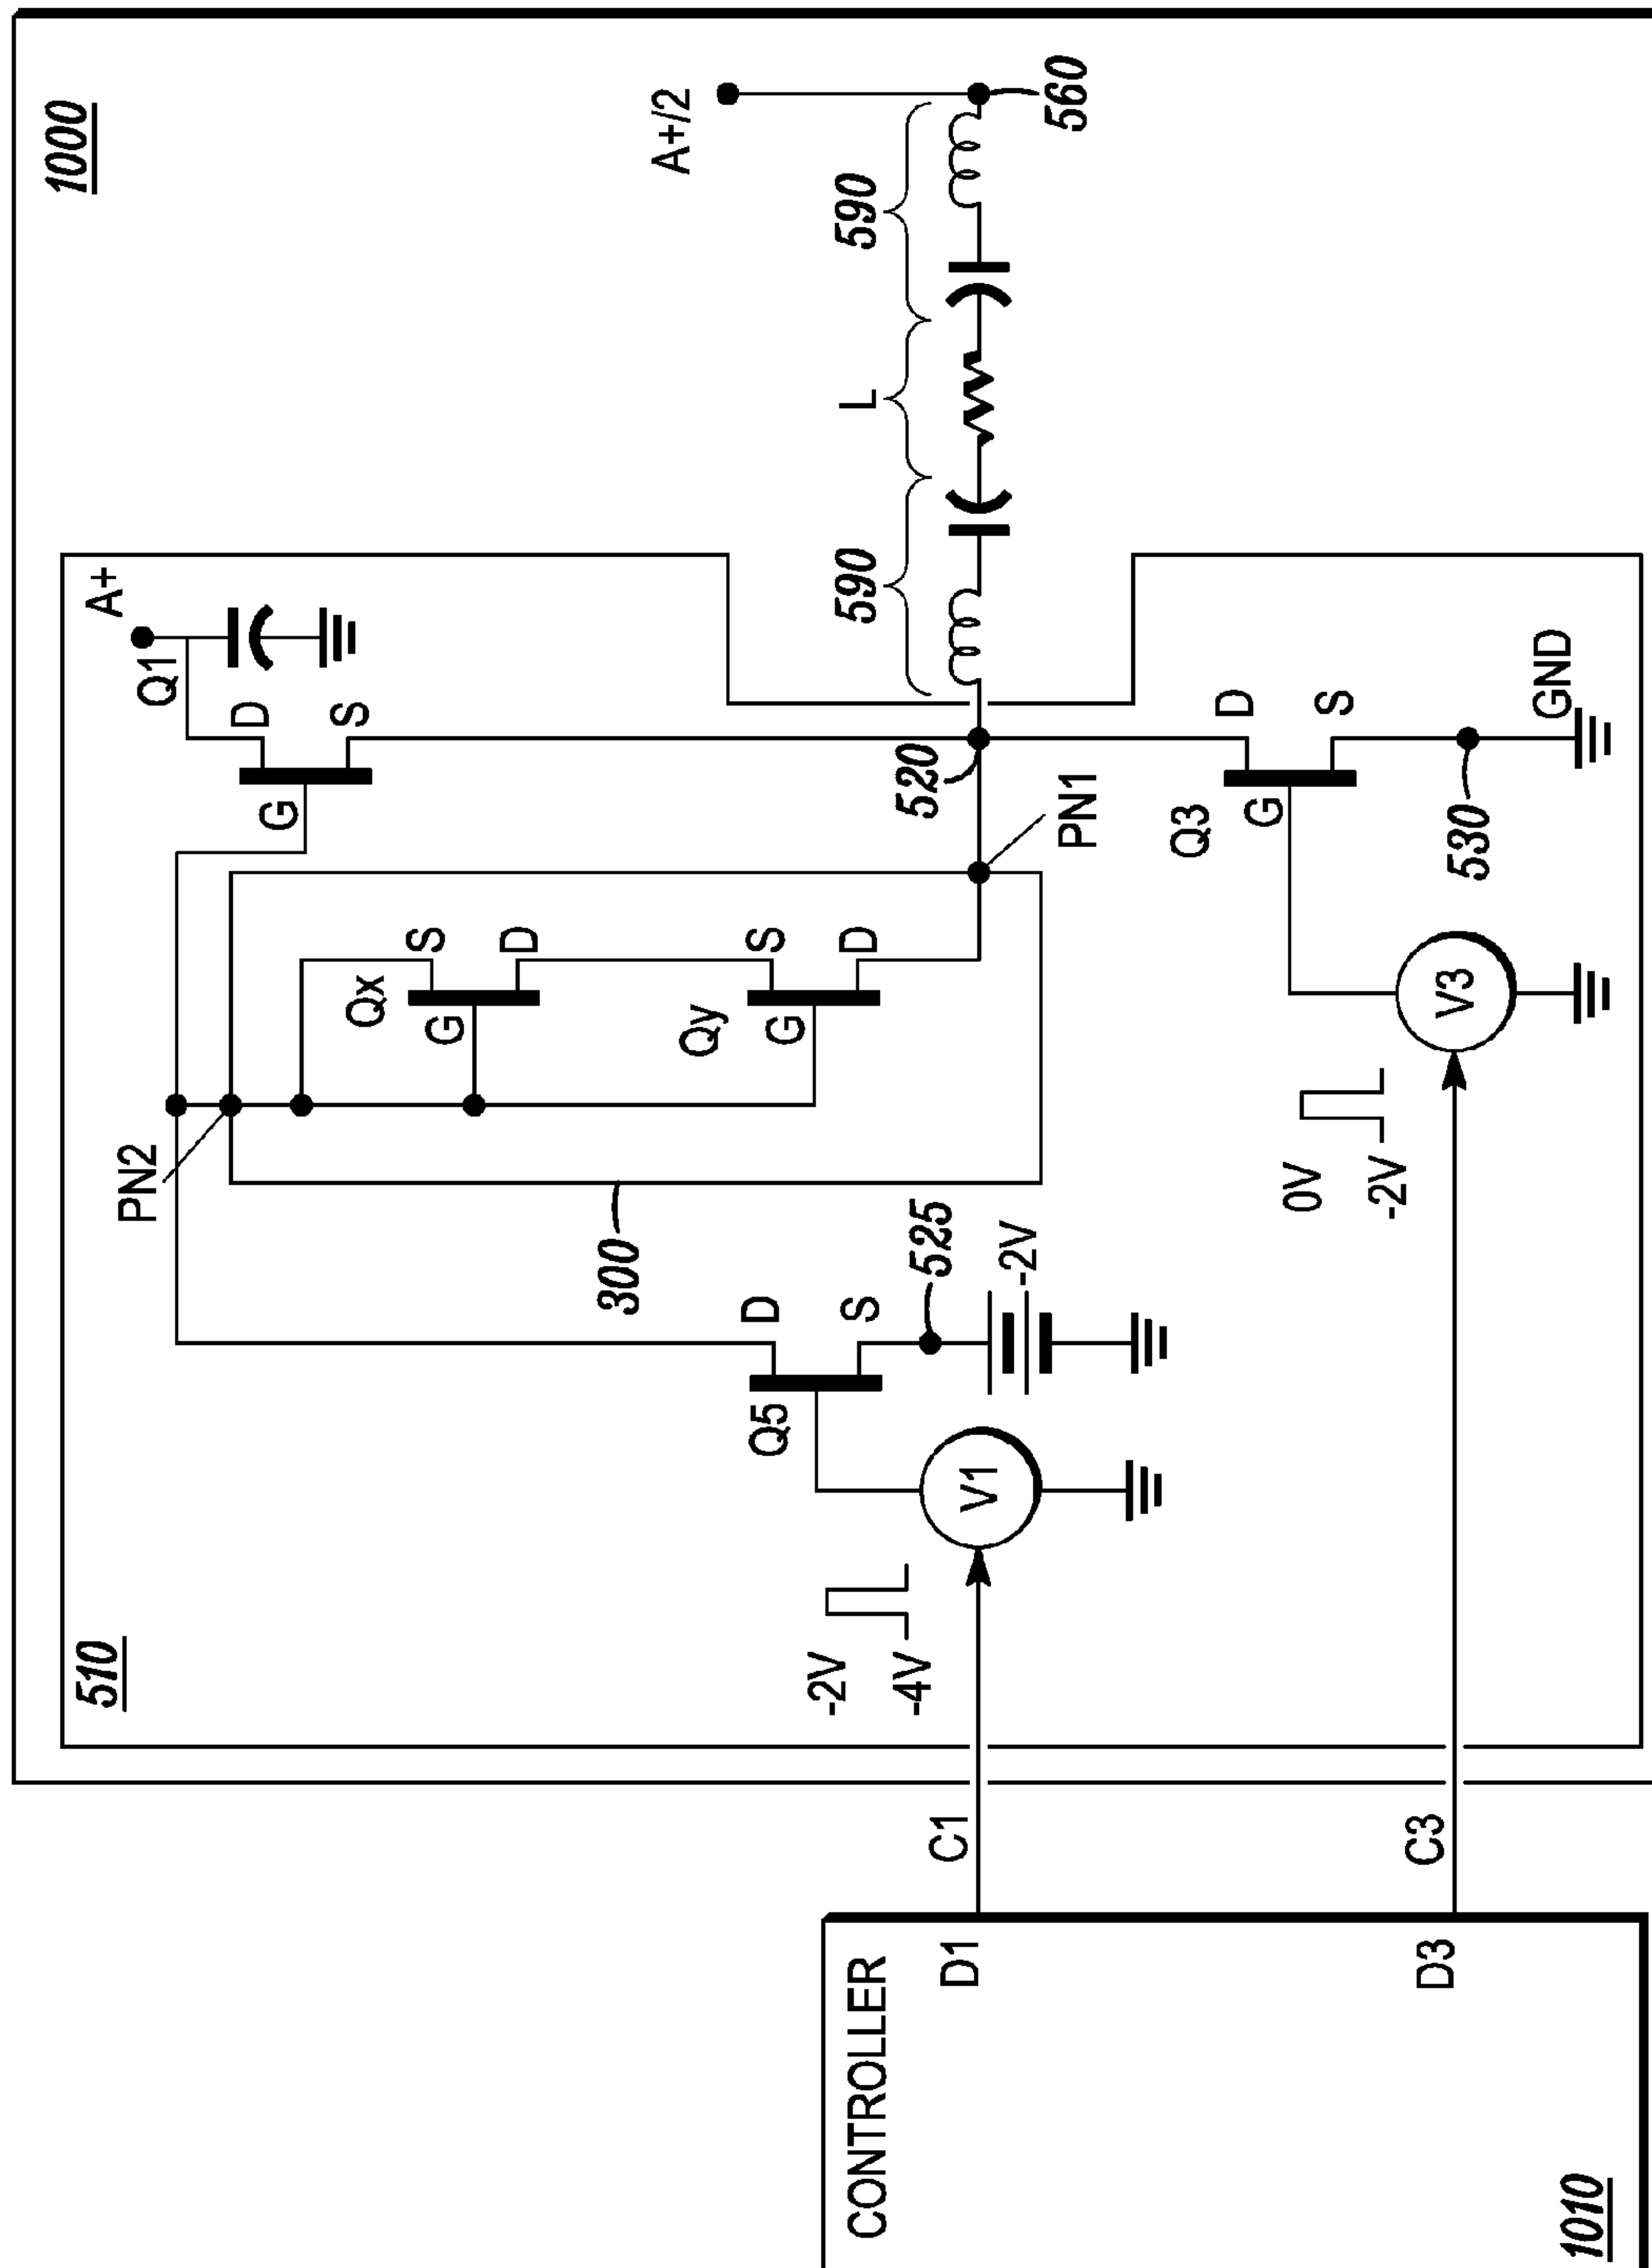 1000
510
A+
Q1
D
S
G
A+/2
560
590
L
590
520
PN1
PN2
Qx
S
D
G
Qy
S
D
G
300
D
S
Q5
525
-2V
V1
-2V
-4V
Q3
D
S
G
530
GND
V3
0V
-2V
C1
C3
CONTROLLER
D1
D3
1010